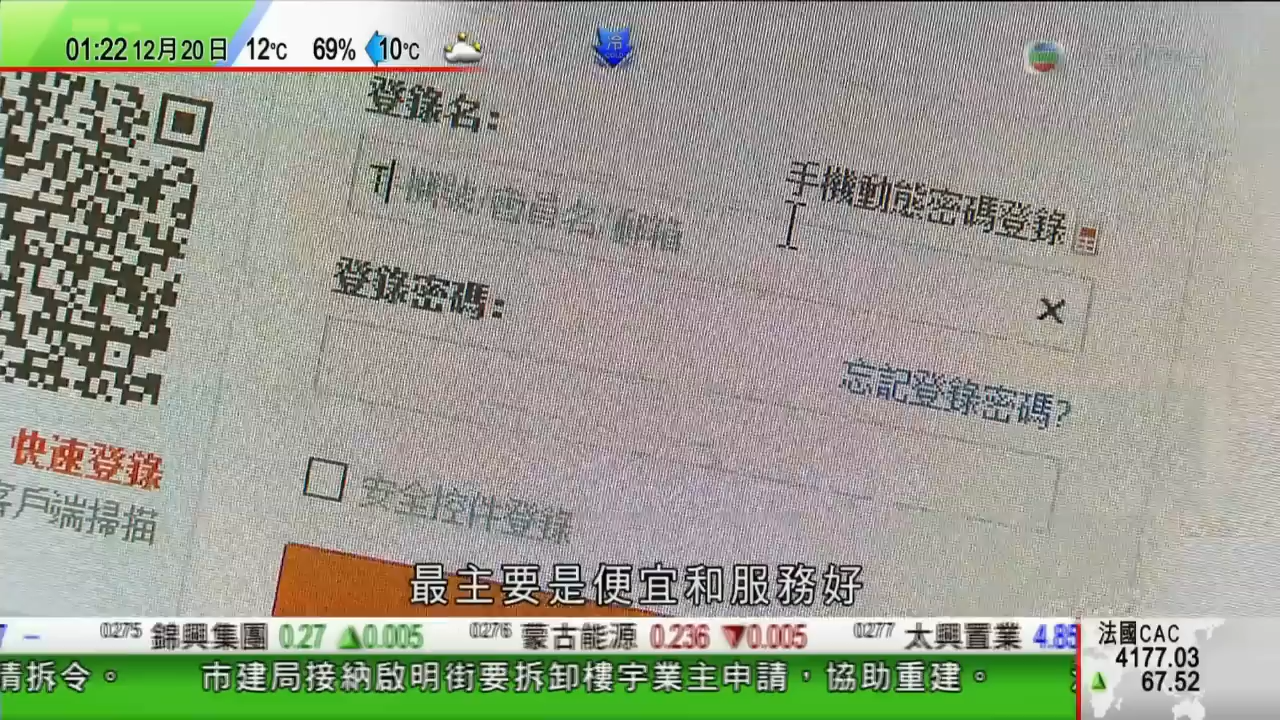 01:22 12月20日 12°C 69% 10°C
冷
COLD
登錄名:
手機動態密碼登錄
登錄密碼:
忘記登錄密碼?
快速登錄
客戶端掃描
安全控件登錄
最主要是便宜和服務好
0275 錦興集團 0.27 ▲0.005 0276 蒙古能源 0.236 ▼0.005 0277 太興置業 4.85
法國CAC
4177.03
▲ 67.52
清拆令。 市建局接納啟明街要拆卸樓宇業主申請，協助重建。